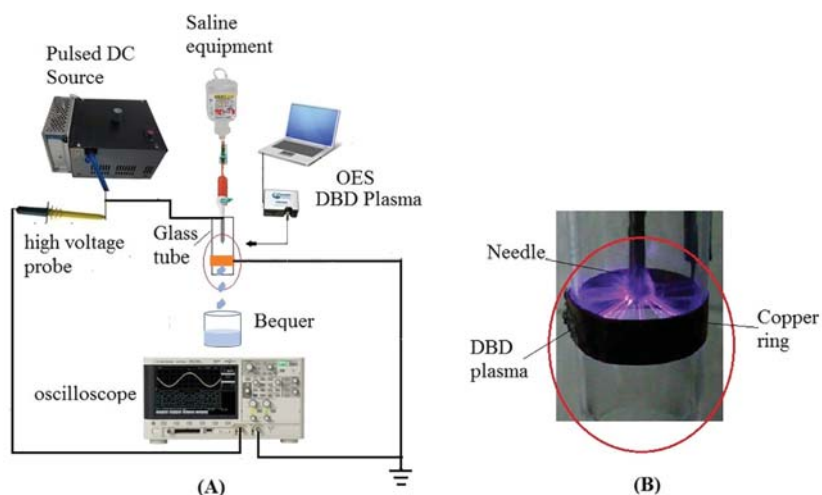 Saline
equipment
Pulsed DC
Source
OES
DBD Plasma
high voltage
probe
Glass
tube
Bequer
oscilloscope
(A)
Needle
Copper
ring
DBD
plasma
(B)